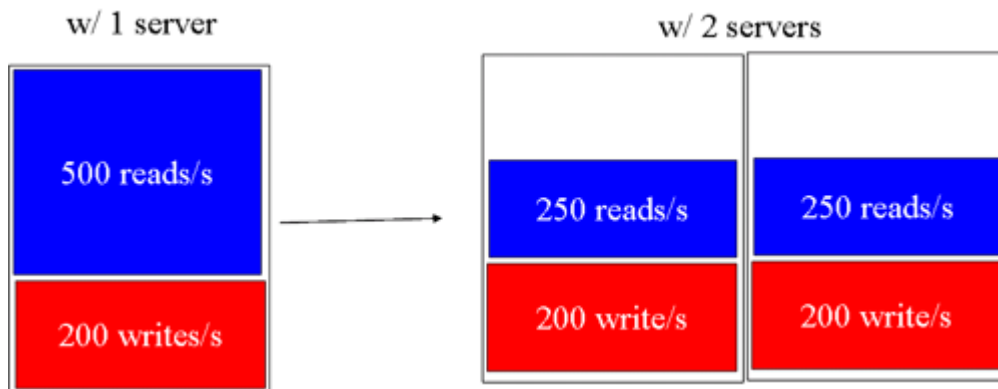 w/ 1 server
w/ 2 servers
500 reads/s
200 writes/s
250 reads/s
250 reads/s
200 write/s
200 write/s